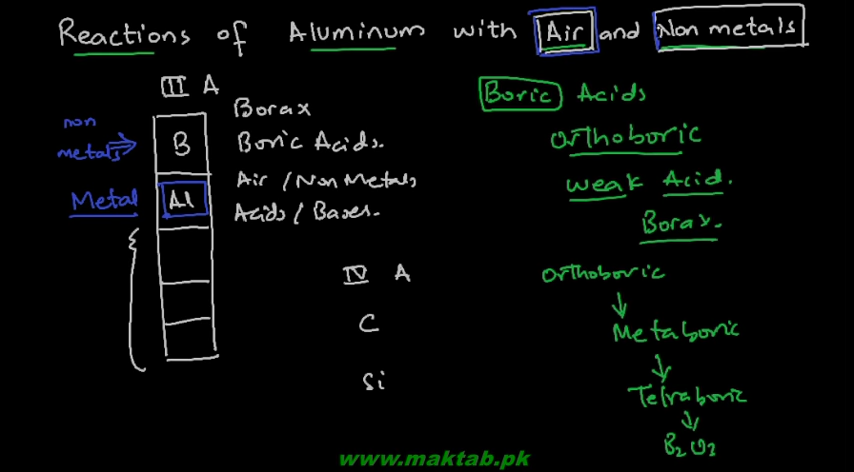 Reactions of Aluminum with Air and Non metals
III A
non
metals
Metal
B
Al
Borax
Boric Acids.
Air / Non Metals
Acids / Bases.
IV A
C
Si
Boric Acids
Orthoboric
weak Acid.
Borax.
Orthoboric
Metaboric
Tetraboric
B2O3
www.maktab.pk